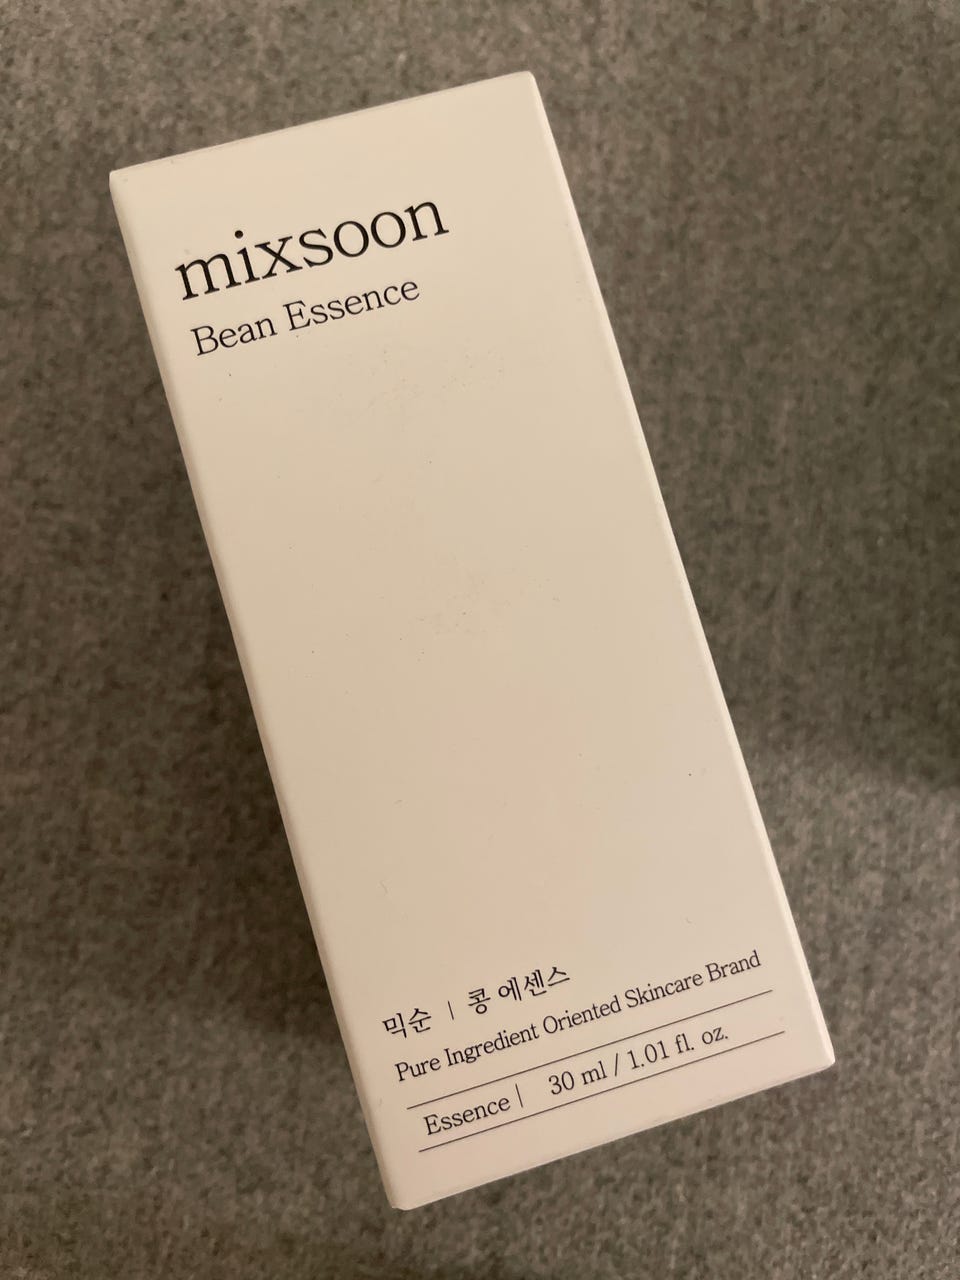 mixsoon
Bean Essence
믹순 | 콩 에센스
Pure Ingredient Oriented Skincare Brand
Essence | 30 ml / 1.01 fl. oz.